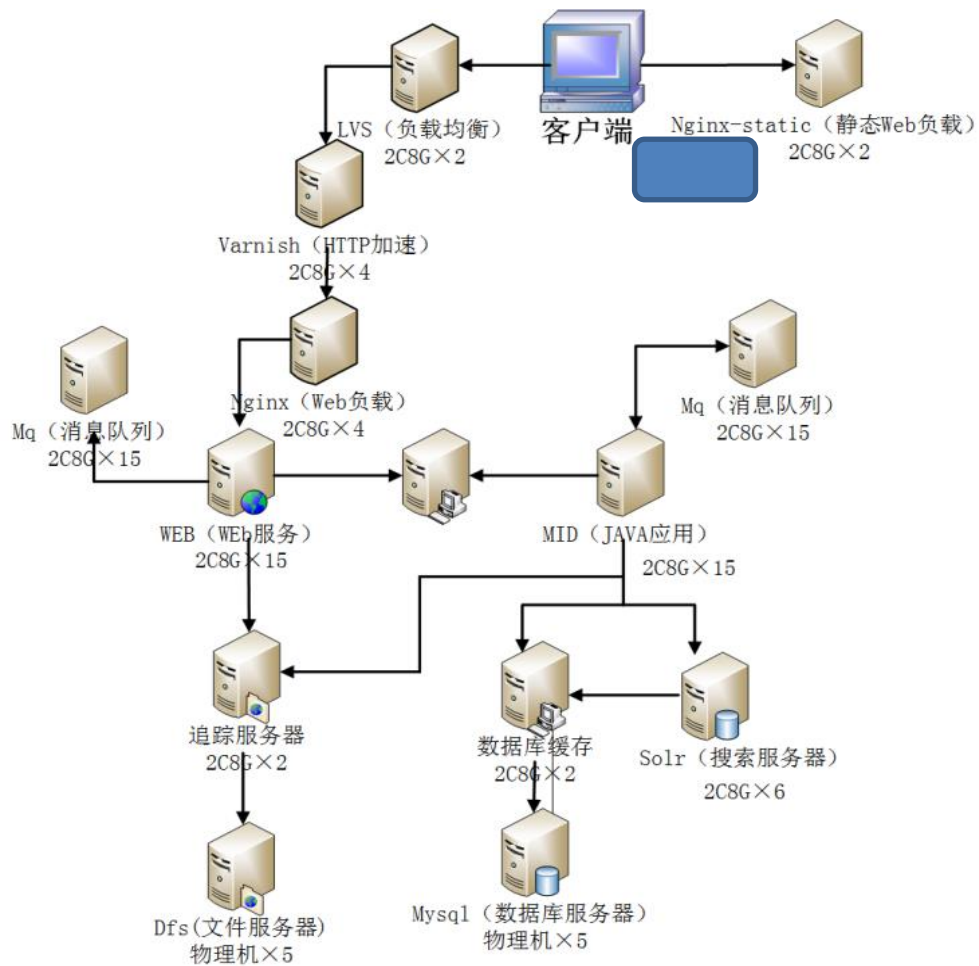 LVS（负载均衡）
2C8G×2
客户端
Nginx-static（静态Web负载）
2C8G×2
Varnish（HTTP加速）
2C8G×4
Nginx（Web负载）
2C8G×4
Mq（消息队列）
2C8G×15
Mq（消息队列）
2C8G×15
WEB（WEb服务）
2C8G×15
MID（JAVA应用）
2C8G×15
追踪服务器
2C8G×2
数据库缓存
2C8G×2
Solr（搜索服务器）
2C8G×6
Dfs(文件服务器)
物理机×5
Mysql（数据库服务器）
物理机×5